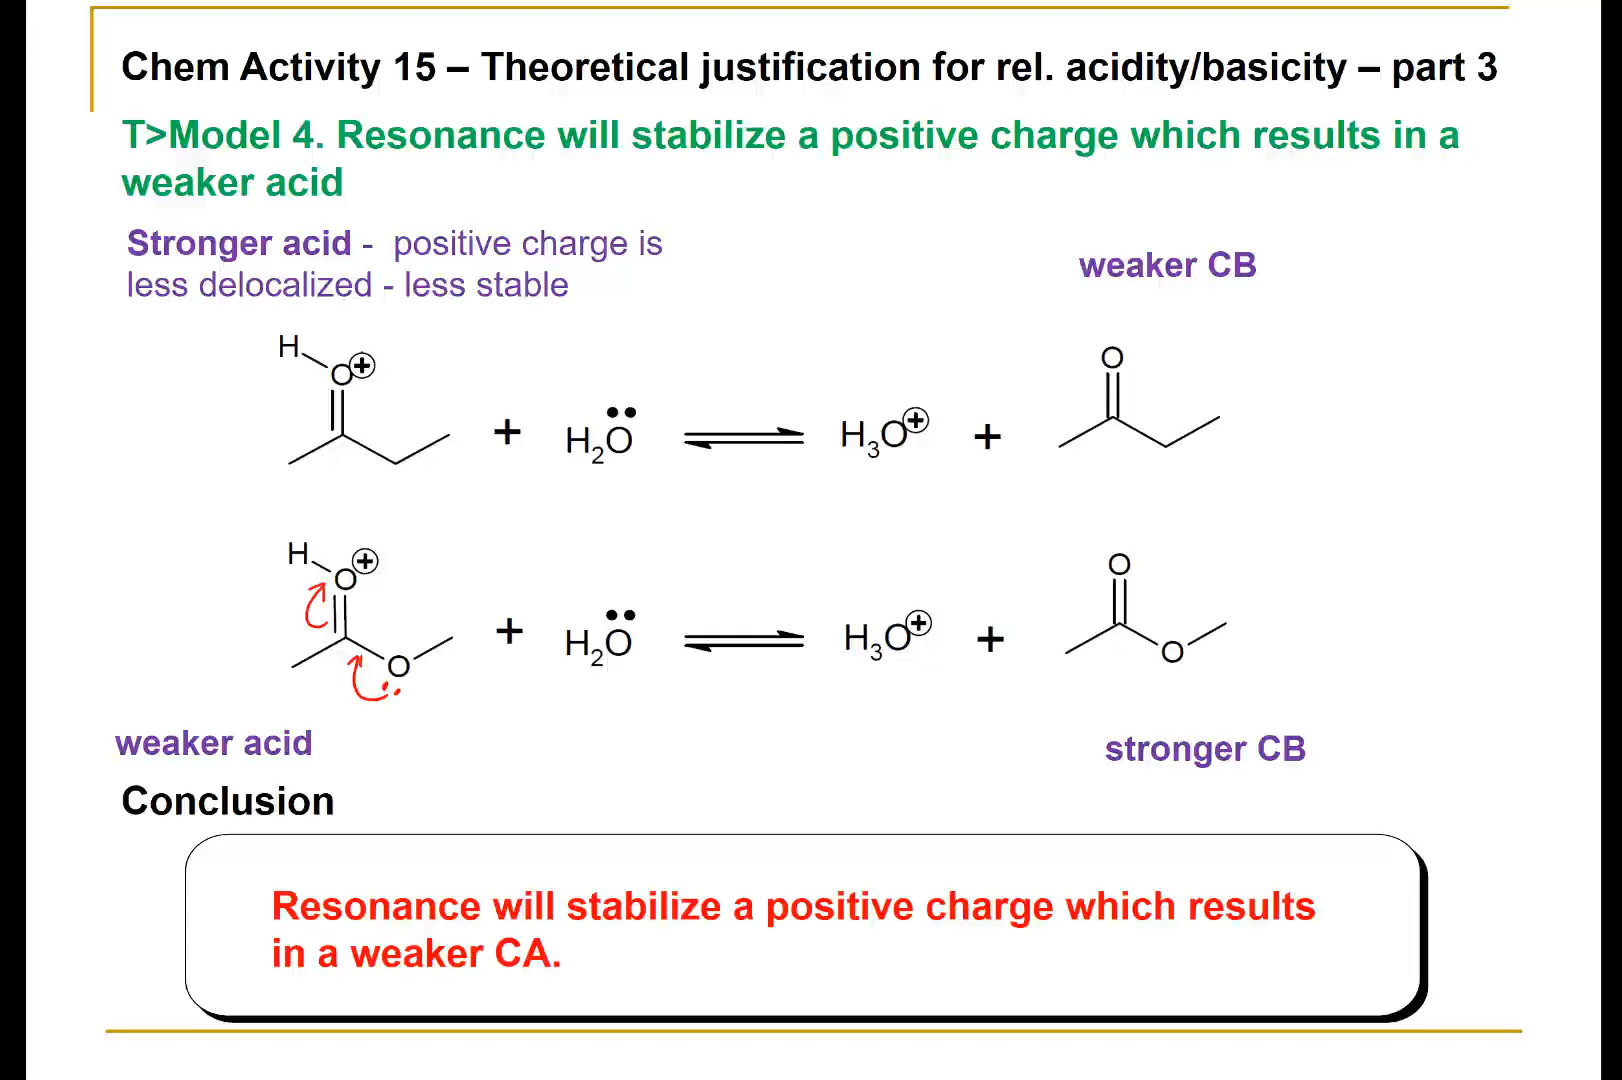 Chem Activity 15 – Theoretical justification for rel. acidity/basicity – part 3
T>Model 4. Resonance will stabilize a positive charge which results in a
weaker acid
Stronger acid - positive charge is
less delocalized - less stable
weaker CB
H
O+
+
H2O
H3O+
+
O
H
O+
O
+
H2O
H3O+
+
O
O
weaker acid
stronger CB
Conclusion
Resonance will stabilize a positive charge which results
in a weaker CA.